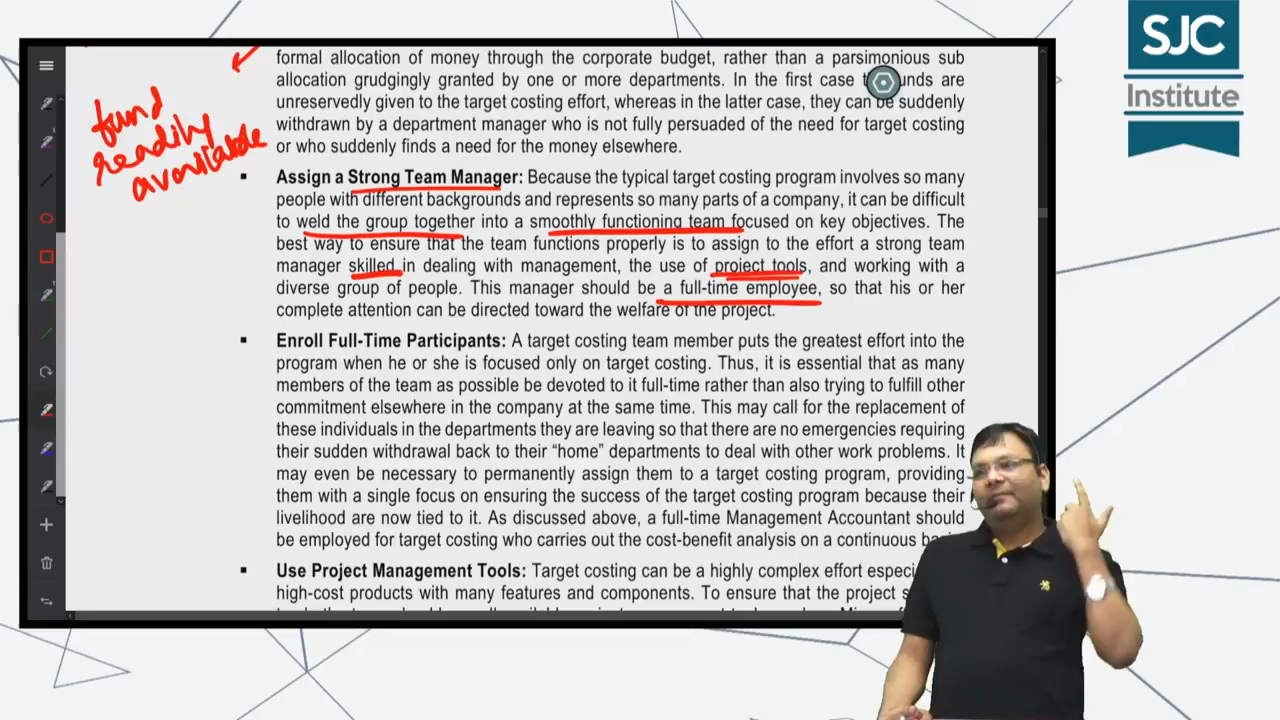 SJC
Institute
fund
readily
available
formal allocation of money through the corporate budget, rather than a parsimonious sub
allocation grudgingly granted by one or more departments. In the first case unds are
unreservedly given to the target costing effort, whereas in the latter case, they can be suddenly
withdrawn by a department manager who is not fully persuaded of the need for target costing
or who suddenly finds a need for the money elsewhere.
▪ Assign a Strong Team Manager: Because the typical target costing program involves so many
people with different backgrounds and represents so many parts of a company, it can be difficult
to weld the group together into a smoothly functioning team focused on key objectives. The
best way to ensure that the team functions properly is to assign to the effort a strong team
manager skilled in dealing with management, the use of project tools, and working with a
diverse group of people. This manager should be a full-time employee, so that his or her
complete attention can be directed toward the welfare of the project.
▪ Enroll Full-Time Participants: A target costing team member puts the greatest effort into the
program when he or she is focused only on target costing. Thus, it is essential that as many
members of the team as possible be devoted to it full-time rather than also trying to fulfill other
commitment elsewhere in the company at the same time. This may call for the replacement of
these individuals in the departments they are leaving so that there are no emergencies requiring
their sudden withdrawal back to their “home” departments to deal with other work problems. It
may even be necessary to permanently assign them to a target costing program, providing
them with a single focus on ensuring the success of the target costing program because their
livelihood are now tied to it. As discussed above, a full-time Management Accountant should
be employed for target costing who carries out the cost-benefit analysis on a continuous
▪ Use Project Management Tools: Target costing can be a highly complex effort
high-cost products with many features and components. To ensure that the project